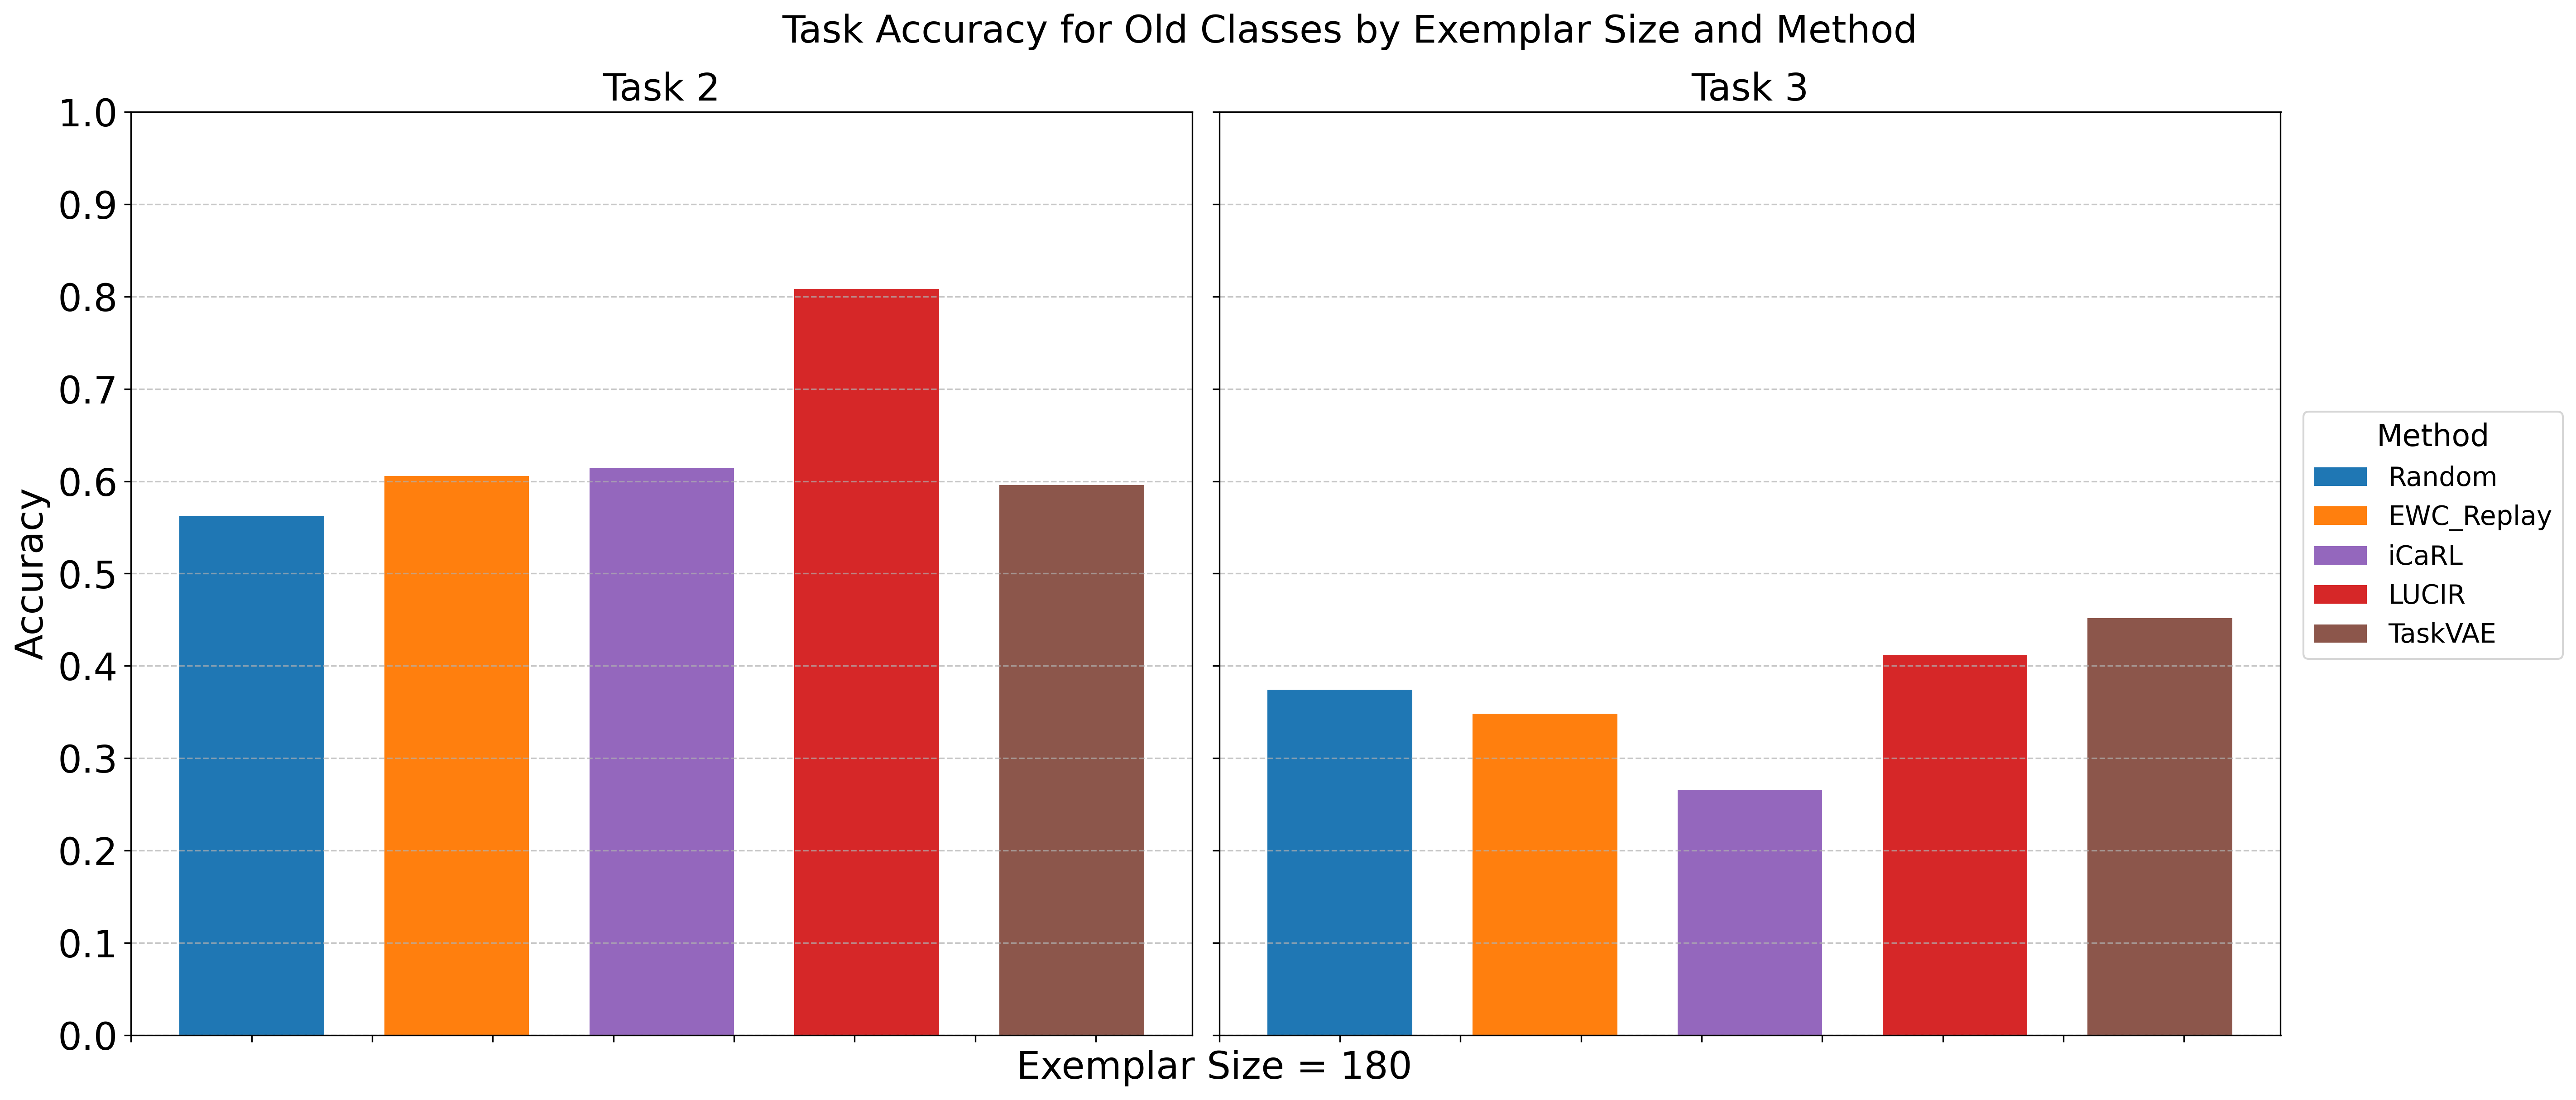 Task Accuracy for Old Classes by Exemplar Size and Method
Task 2
Task 3
1.0
0.9
0.8
0.7
0.6
0.5
0.4
0.3
0.2
0.1
0.0
Accuracy
Exemplar Size = 180
Method
Random
EWC_Replay
iCaRL
LUCIR
TaskVAE